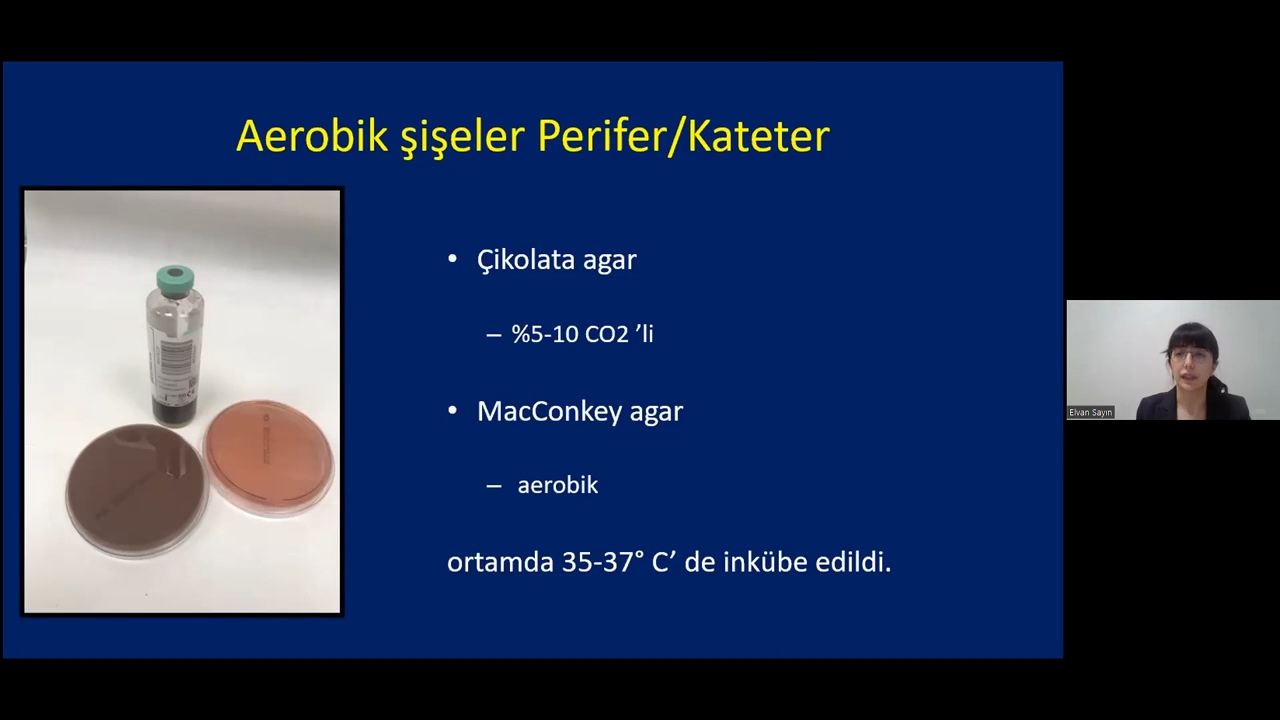 Aerobik şişeler Perifer/Kateter
• Çikolata agar
– %5-10 CO2 ’li
• MacConkey agar
– aerobik
ortamda 35-37° C’ de inkübe edildi.
Elvan Sayın